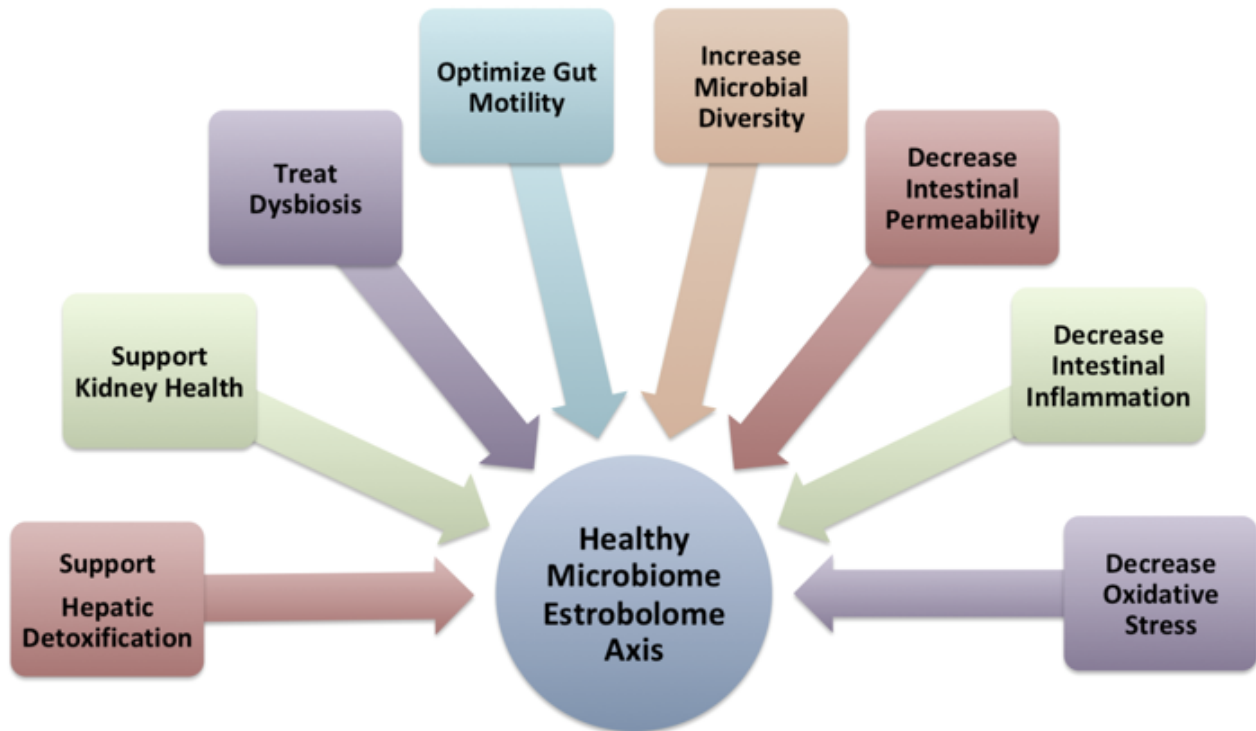 Optimize Gut
Motility
Increase
Microbial
Diversity
Treat
Dysbiosis
Decrease
Intestinal
Permeability
Support
Kidney Health
Decrease
Intestinal
Inflammation
Support
Hepatic
Detoxification
Healthy
Microbiome
Estrobolome
Axis
Decrease
Oxidative
Stress